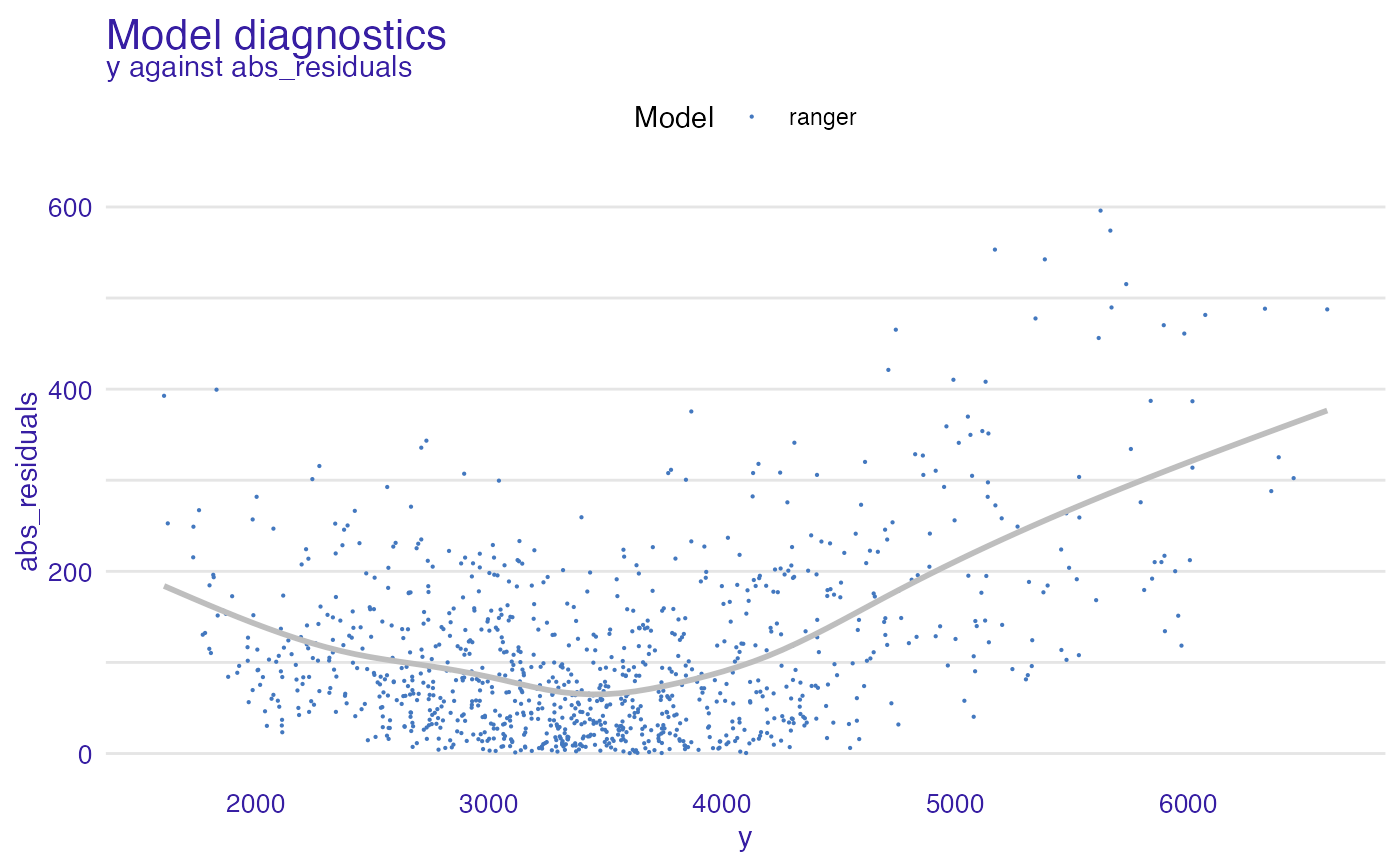 Model diagnostics
y against abs_residuals
Model ranger
600
400
200
0
abs_residuals
2000 3000 4000 5000 6000
y